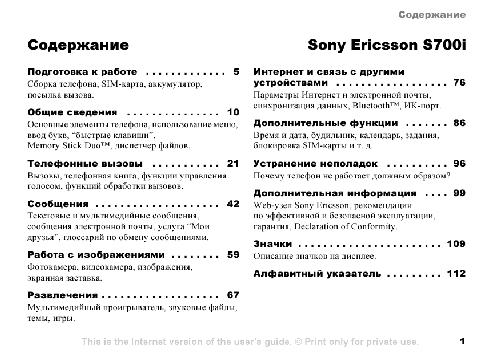 Содержание
Содержание
Sony Ericsson S700i
Подготовка к работе ............. 5
Сборка телефона, SIM-карта, аккумулятор,
посылка вызова.
Общие сведения ............... 10
Основные элементы телефона, использование меню,
ввод букв, “быстрые клавиши”,
Memory Stick Duo™, диспетчер файлов.
Телефонные вызовы ........... 21
Вызовы, телефонная книга, функции управления
голосом, функций обработки вызовов.
Сообщения .................... 42
Текстовые и мультимедийные сообщения,
сообщения электронной почты, услуга “Мои
друзья”, глоссарий по обмену сообщениями.
Работа с изображениями ........ 59
Фотокамера, видеокамера, изображения,
экранная заставка.
Развлечения................... 67
Мультимедийный проигрыватель, звуковые файлы,
темы, игры.
Интернет и связь с другими
устройствами .................. 76
Параметры Интернет и электронной почты,
синхронизация данных, Bluetooth™, ИК-порт.
Дополнительные функции ....... 86
Время и дата, будильник, календарь, задания,
блокировка SIM-карты и т. д.
Устранение неполадок .......... 96
Почему телефон не работает должным образом?
Дополнительная информация .... 99
Web-узел Sony Ericsson, рекомендации
по эффективной и безопасной эксплуатации,
гарантия, Declaration of Conformity.
Значки ....................... 109
Описание значков на дисплее.
Алфавитный указатель ......... 112
This is the Internet version of the user's guide. © Print only for private use.
1